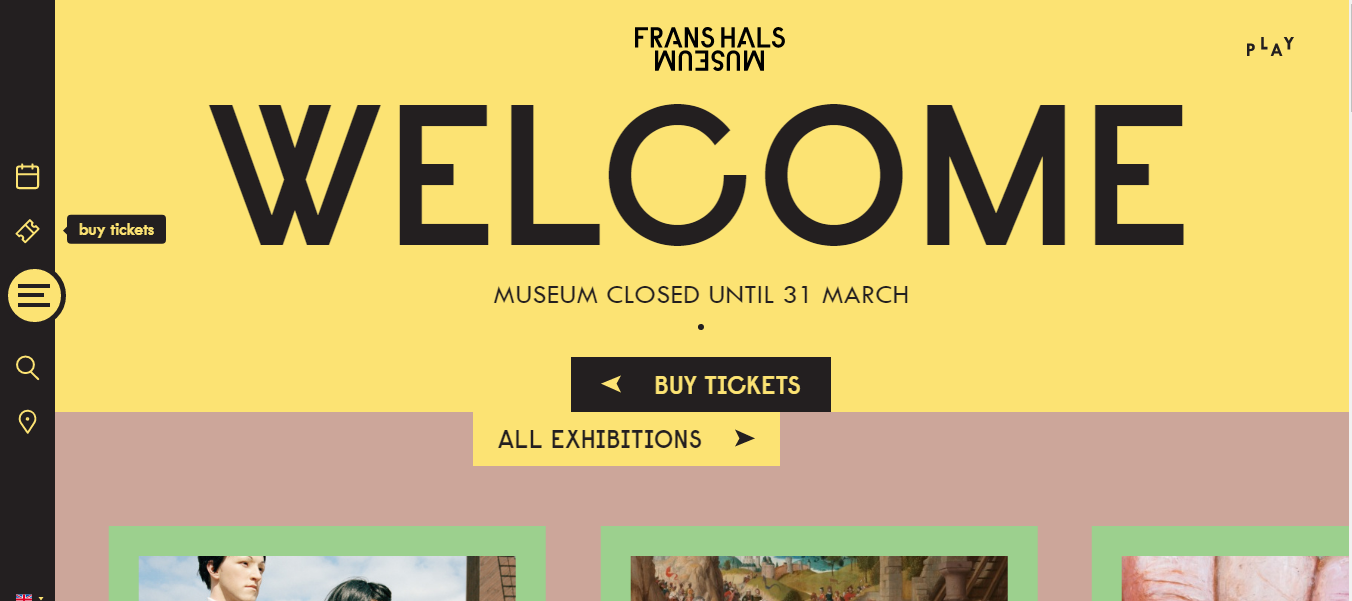 FRANS HALS
MUSEUM
PLAY
WELCOME
buy tickets
MUSEUM CLOSED UNTIL 31 MARCH
BUY TICKETS
ALL EXHIBITIONS